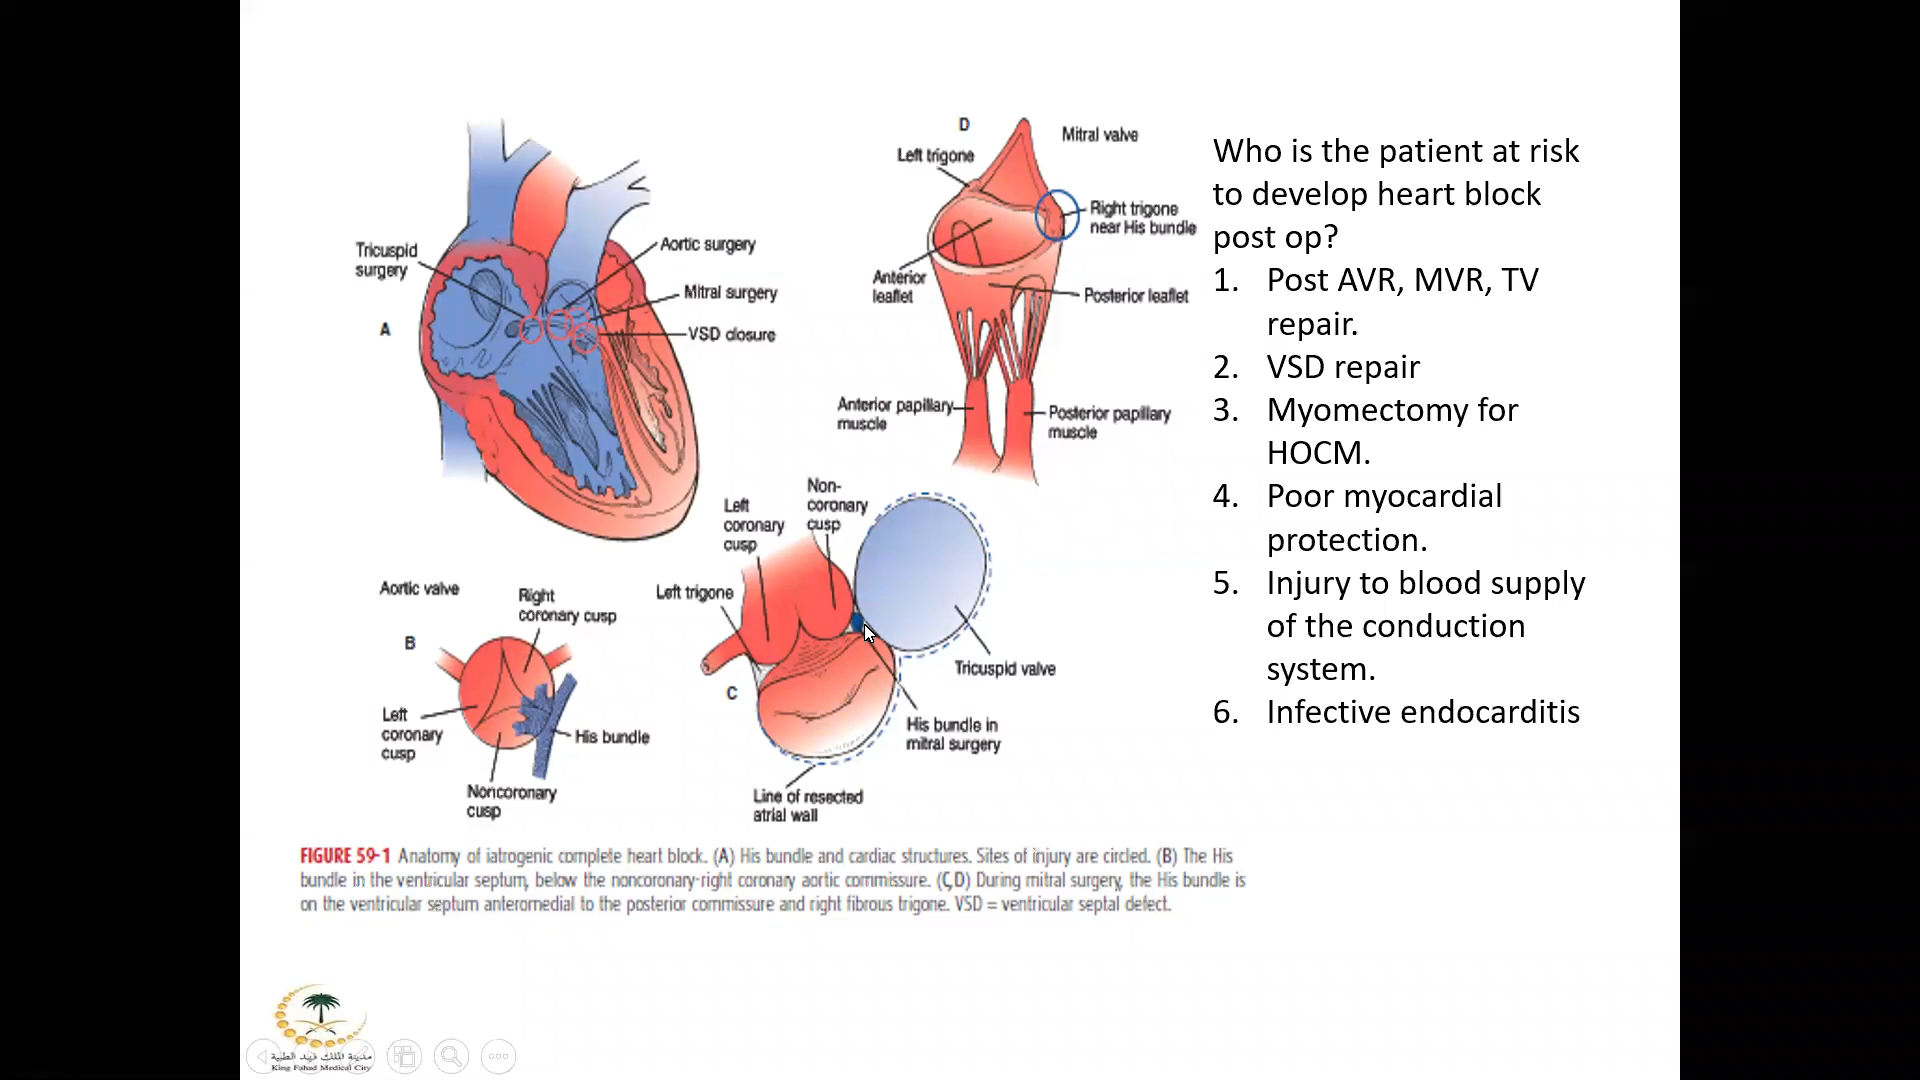 D
Mitral valve
Left trigone
Right trigone
near His bundle
Anterior
leaflet
Posterior leaflet
Anterior papillary
muscle
Posterior papillary
muscle
Tricuspid
surgery
Aortic surgery
Mitral surgery
VSD closure
A
Who is the patient at risk
to develop heart block
post op?
1. Post AVR, MVR, TV
repair.
2. VSD repair
3. Myomectomy for
HOCM.
4. Poor myocardial
protection.
5. Injury to blood supply
of the conduction
system.
6. Infective endocarditis
Aortic valve
B
Right
coronary cusp
Left
coronary
cusp
His bundle
Noncoronary
cusp
Left
coronary
cusp
Non-
coronary
cusp
Left trigone
C
Tricuspid valve
His bundle in
mitral surgery
Line of resected
atrial wall
FIGURE 59-1 Anatomy of iatrogenic complete heart block. (A) His bundle and cardiac structures. Sites of injury are circled. (B) The His
bundle in the ventricular septum, below the noncoronary-right coronary aortic commissure. (C,D) During mitral surgery, the His bundle is
on the ventricular septum anteromedial to the posterior commissure and right fibrous trigone. VSD = ventricular septal defect.
مدينة الملك فهد الطبية
King Fahad Medical City